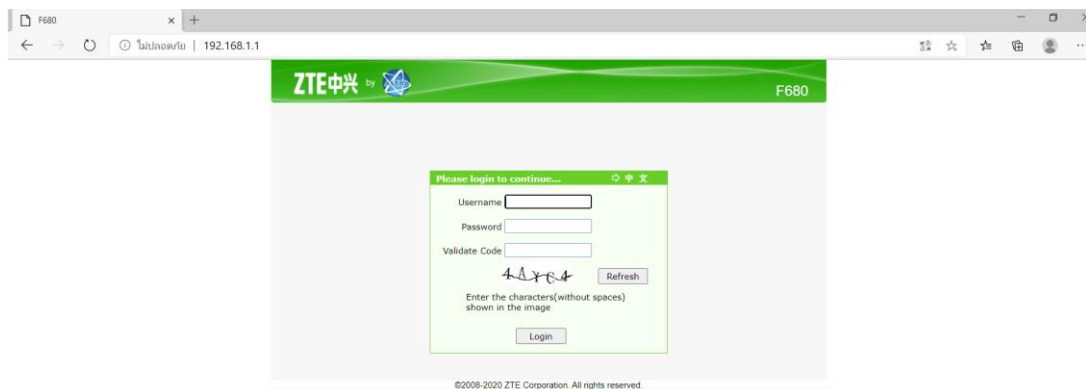 F680
ไม่ปลอดภัย | 192.168.1.1
ZTE中兴 by
F680
Please login to continue... 中文
Username
Password
Validate Code
Refresh
Enter the characters(without spaces)
shown in the image
Login
©2008-2020 ZTE Corporation. All rights reserved.